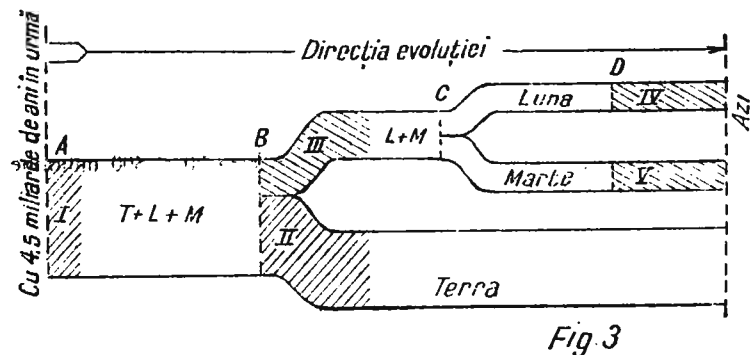 Direcția evoluției
Cu 4,5 miliarde de ani în urmă
A
B
C
D
Azi
I
T+L+M
III
II
L+M
Luna
IV
Marte
V
Terra
Fig. 3